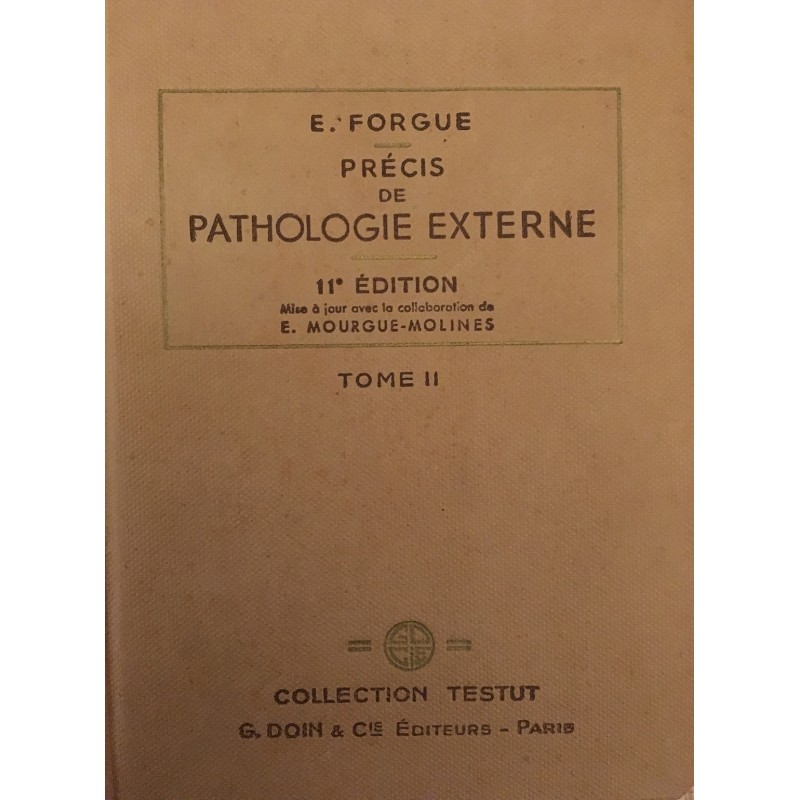 E. FORGUE
PRÉCIS
DE
PATHOLOGIE EXTERNE
11e ÉDITION
Mise à jour avec la collaboration de
E. MOURGUE-MOLINES
TOME II
COLLECTION TESTUT
G. DOIN & CIE ÉDITEURS - PARIS